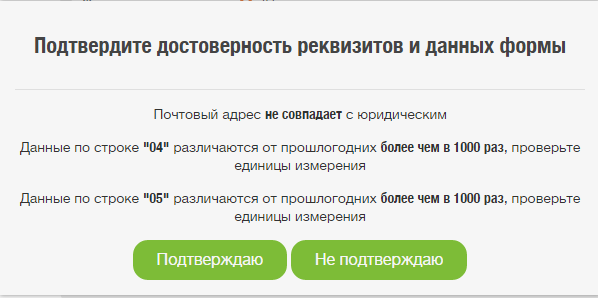 Подтвердите достоверность реквизитов и данных формы
Почтовый адрес не совпадает с юридическим
Данные по строке "04" различаются от прошлогодних более чем в 1000 раз, проверьте
единицы измерения
Данные по строке "05" различаются от прошлогодних более чем в 1000 раз, проверьте
единицы измерения
Подтверждаю
Не подтверждаю